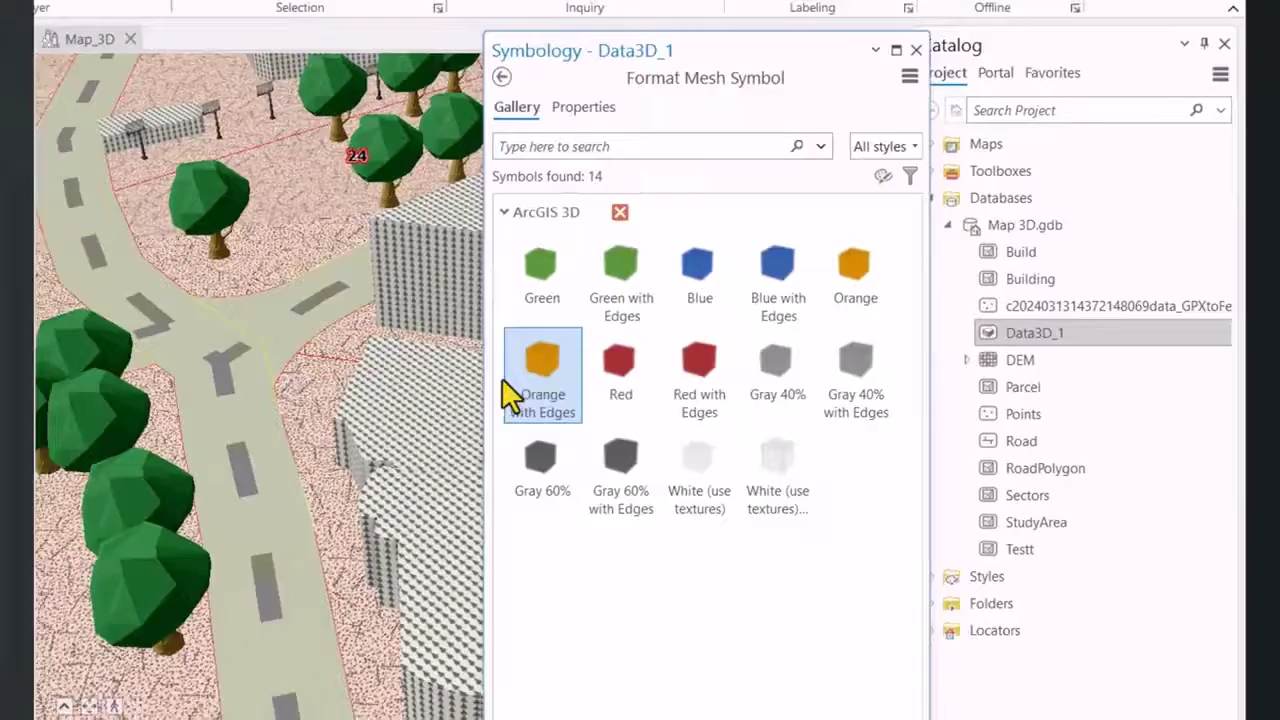 yer
Selection
Inquiry
Labeling
Offline
Map_3D
24
Symbology - Data3D_1
Format Mesh Symbol
Gallery
Properties
Type here to search
All styles
Symbols found: 14
ArcGIS 3D
Green
Green with
Edges
Blue
Blue with
Edges
Orange
Orange
with Edges
Red
Red with
Edges
Gray 40%
Gray 40%
with Edges
Gray 60%
Gray 60%
with Edges
White (use
textures)
White (use
textures)...
atalog
roject
Portal
Favorites
Search Project
Maps
Toolboxes
Databases
Map 3D.gdb
Build
Building
c2024031314372148069data_GPXtoFe
Data3D_1
DEM
Parcel
Points
Road
RoadPolygon
Sectors
StudyArea
Testt
Styles
Folders
Locators